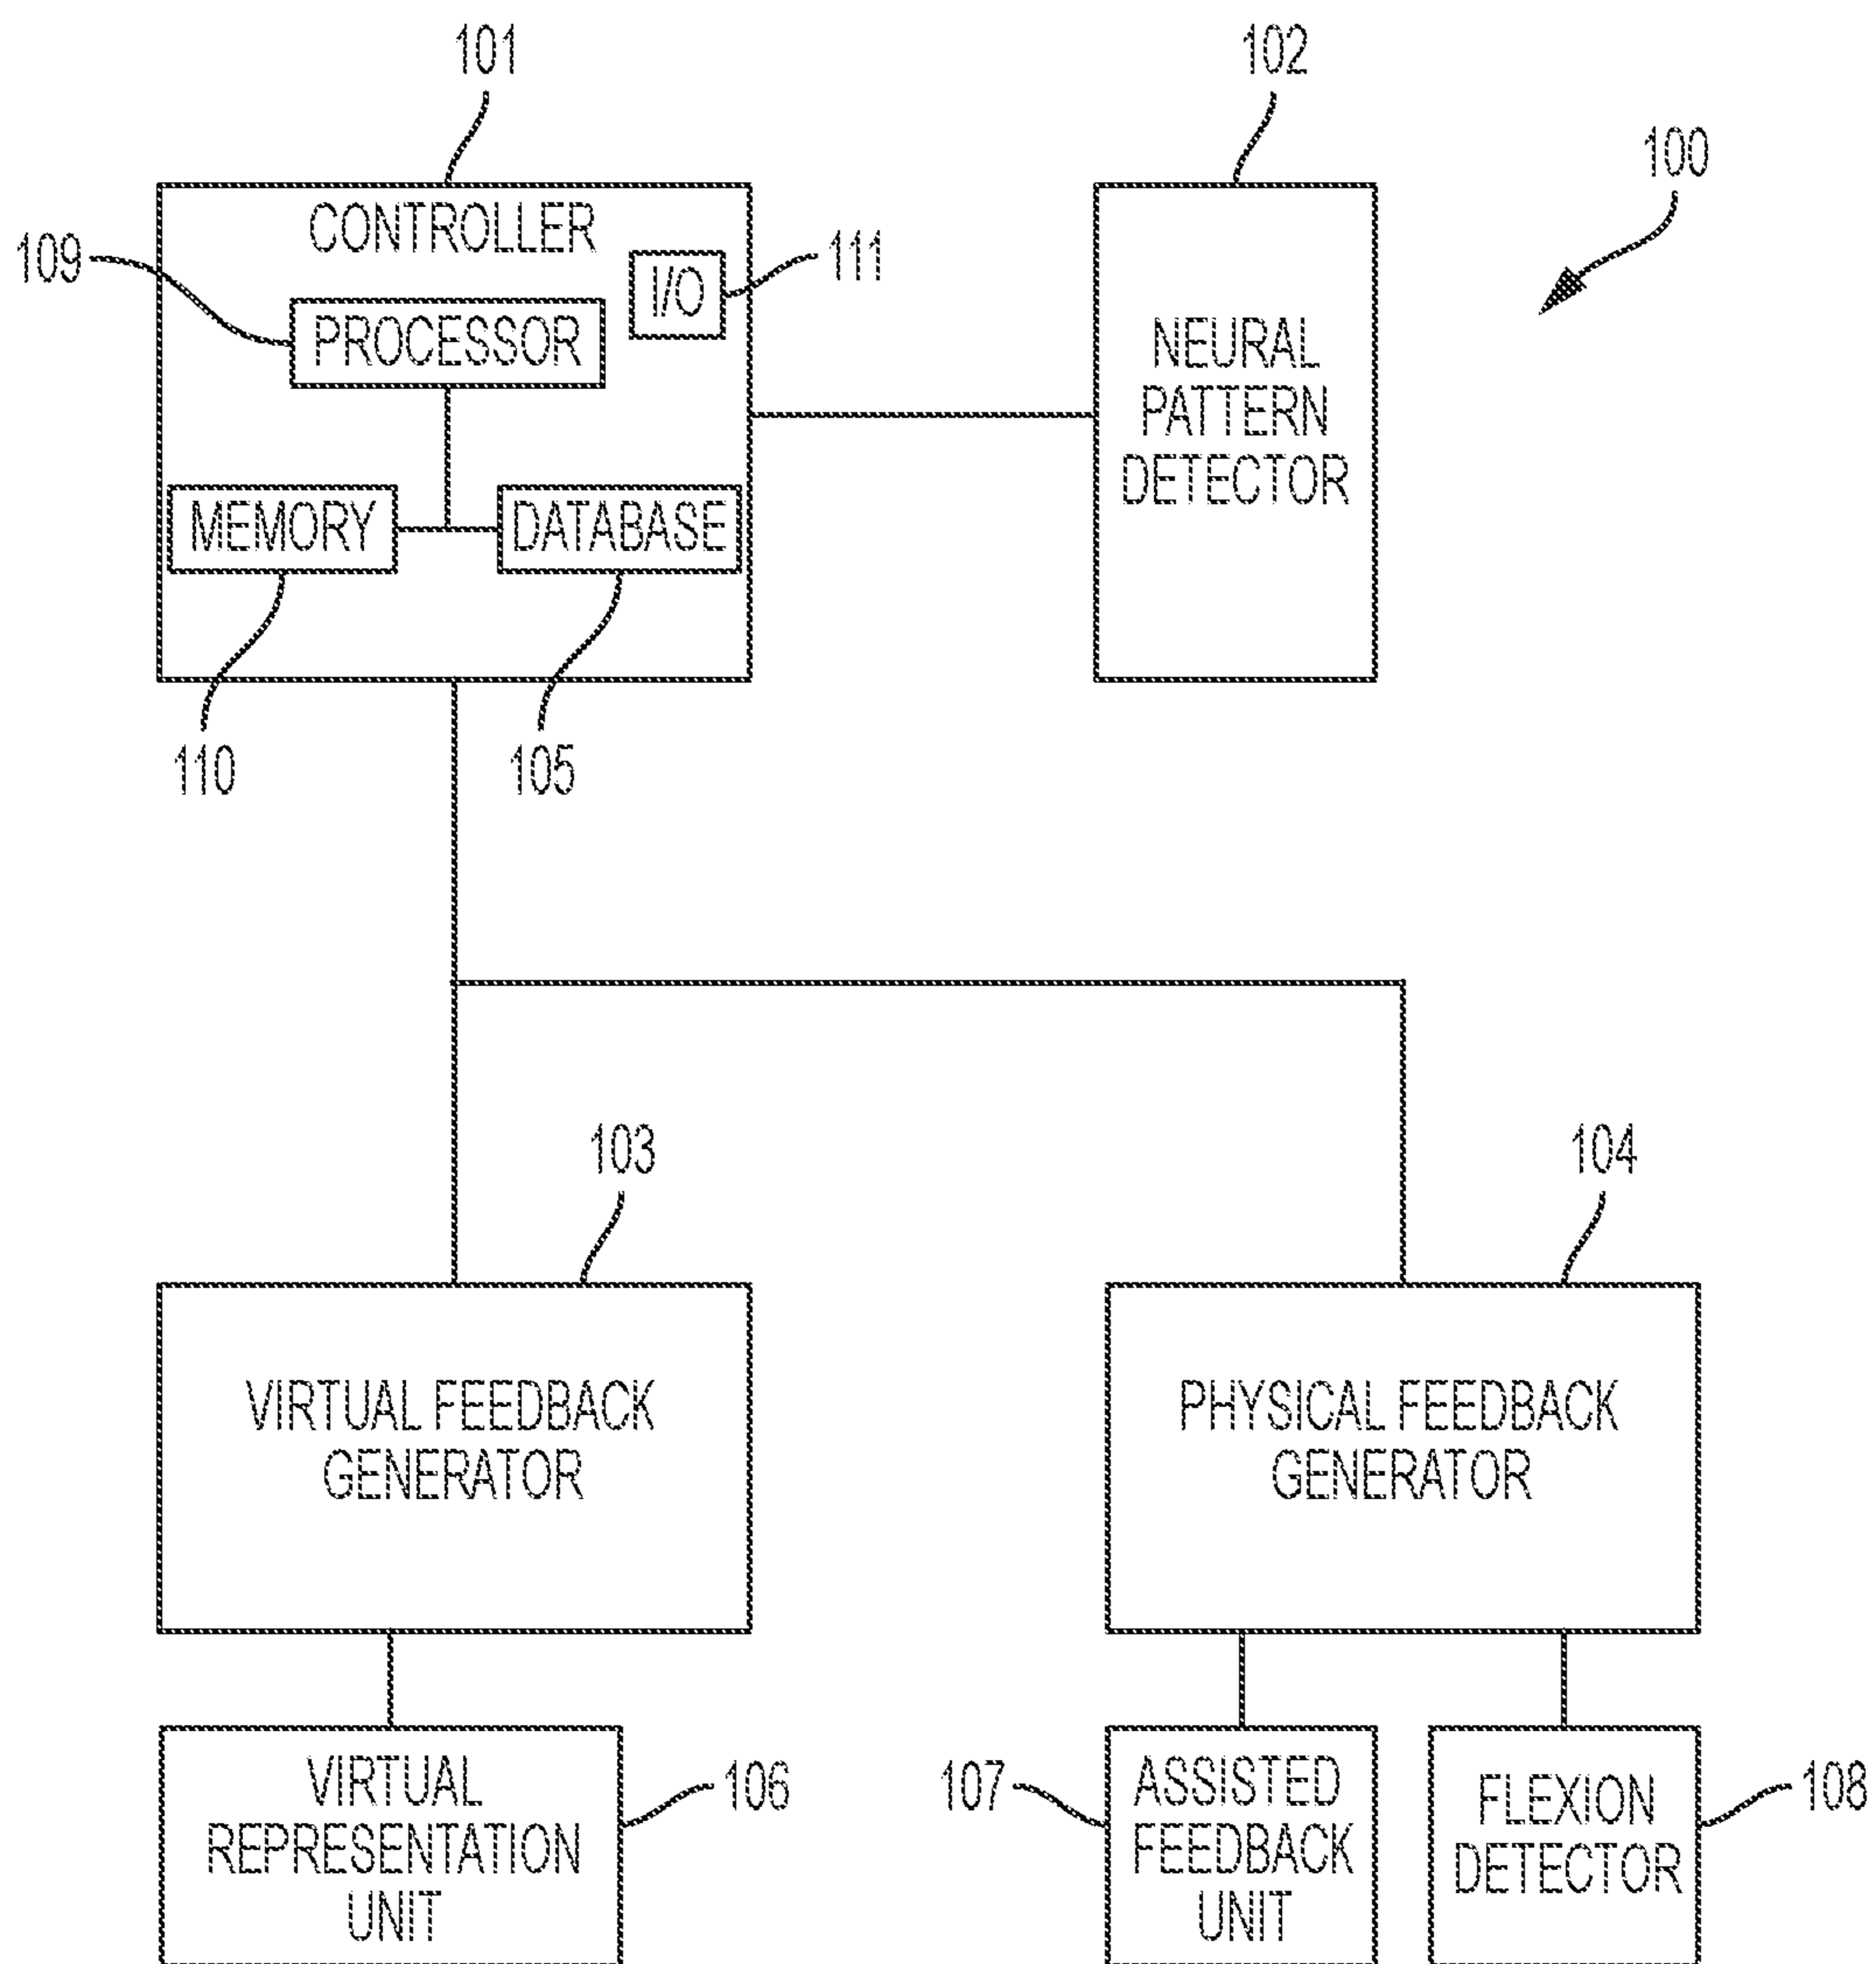 101
102
100
CONTROLLER
109
I/O
111
PROCESSOR
NEURAL
PATTERN
DETECTOR
MEMORY
DATABASE
110
105
103
104
VIRTUAL FEEDBACK
GENERATOR
PHYSICAL FEEDBACK
GENERATOR
VIRTUAL
REPRESENTATION
UNIT
106
107
ASSISTED
FEEDBACK
UNIT
FLEXION
DETECTOR
108